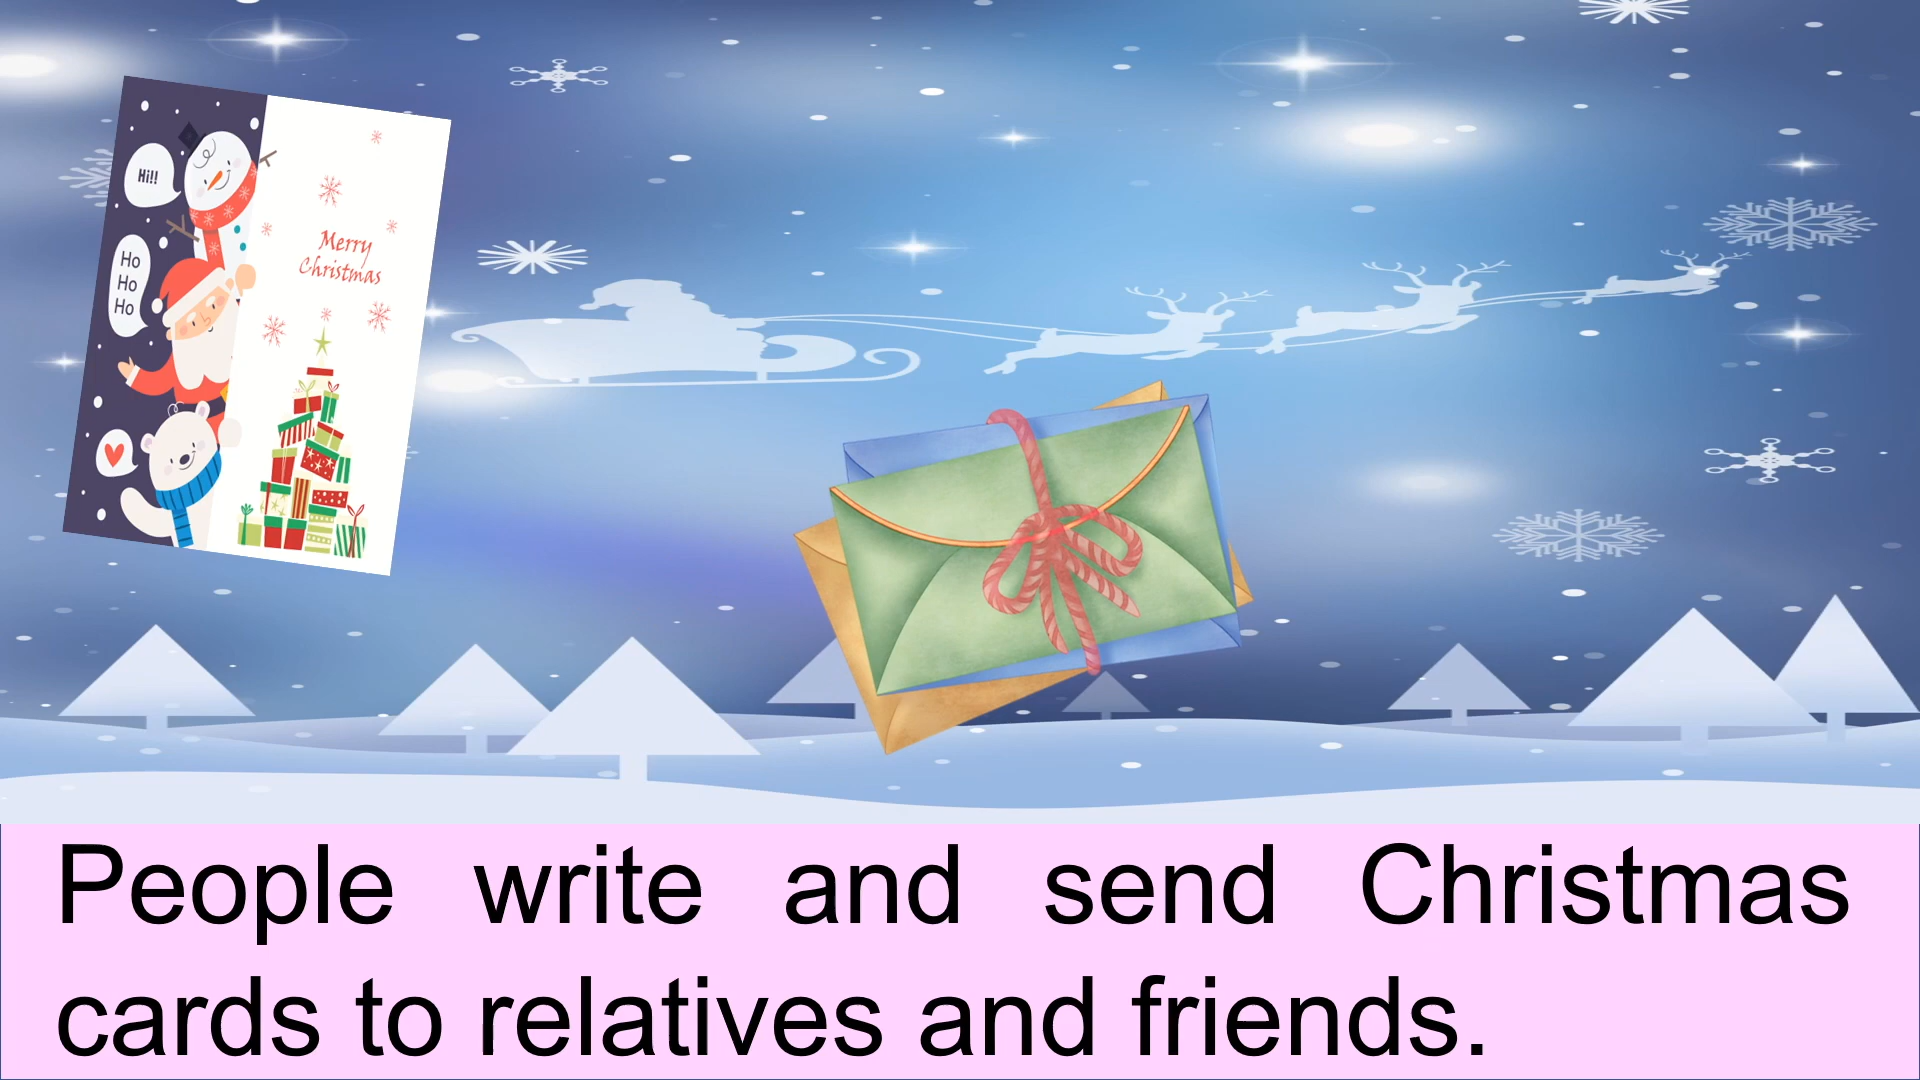 Hi!!
Ho
Ho
Ho
Merry
Christmas
People write and send Christmas
cards to relatives and friends.